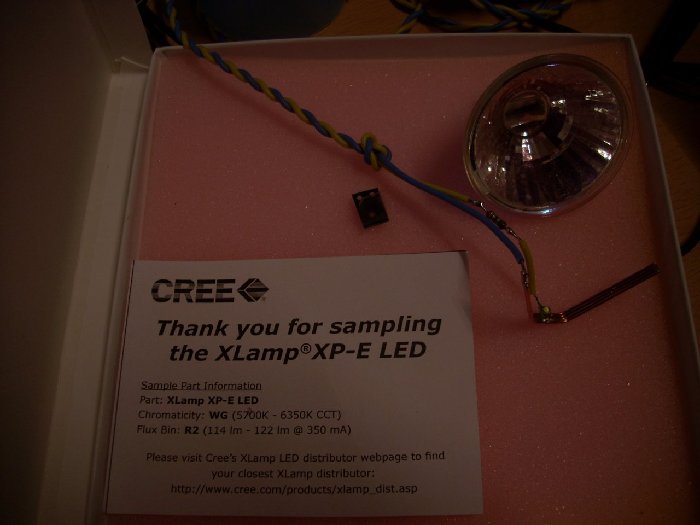 CREE
Thank you for sampling
the XLamp®XP-E LED
Sample Part Information
Part: XLamp XP-E LED
Chromaticity: WG (5700K - 6350K CCT)
Flux Bin: R2 (114 lm - 122 lm @ 350 mA)
Please visit Cree's XLamp LED distributor webpage to find
your closest XLamp distributor:
http://www.cree.com/products/xlamp_dist.asp